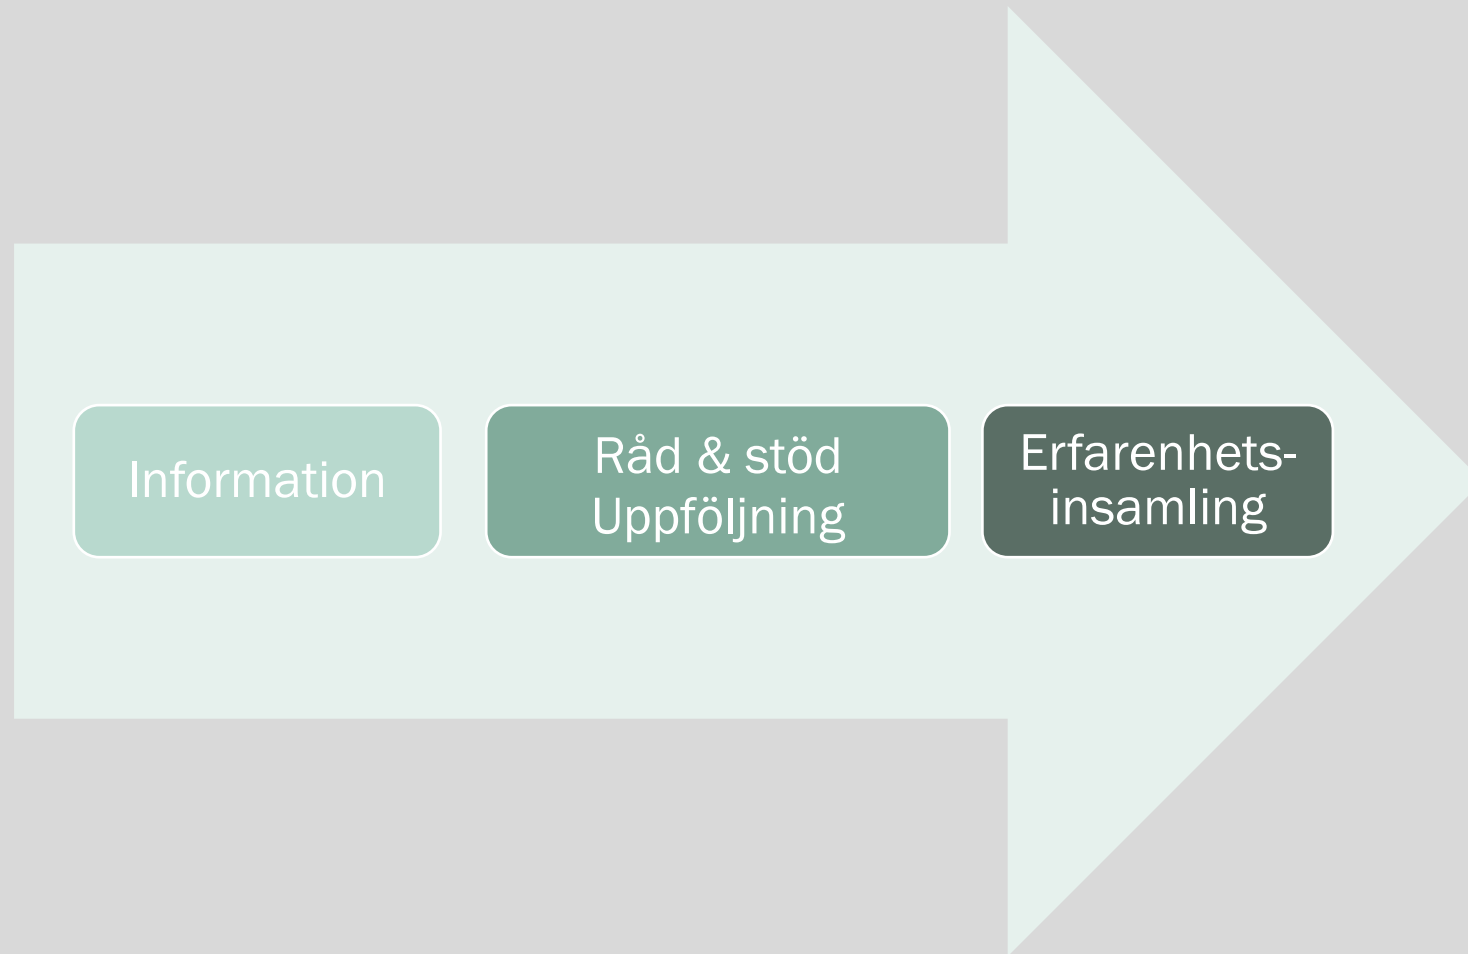 Information
Råd & stöd
Uppföljning
Erfarenhets-
insamling